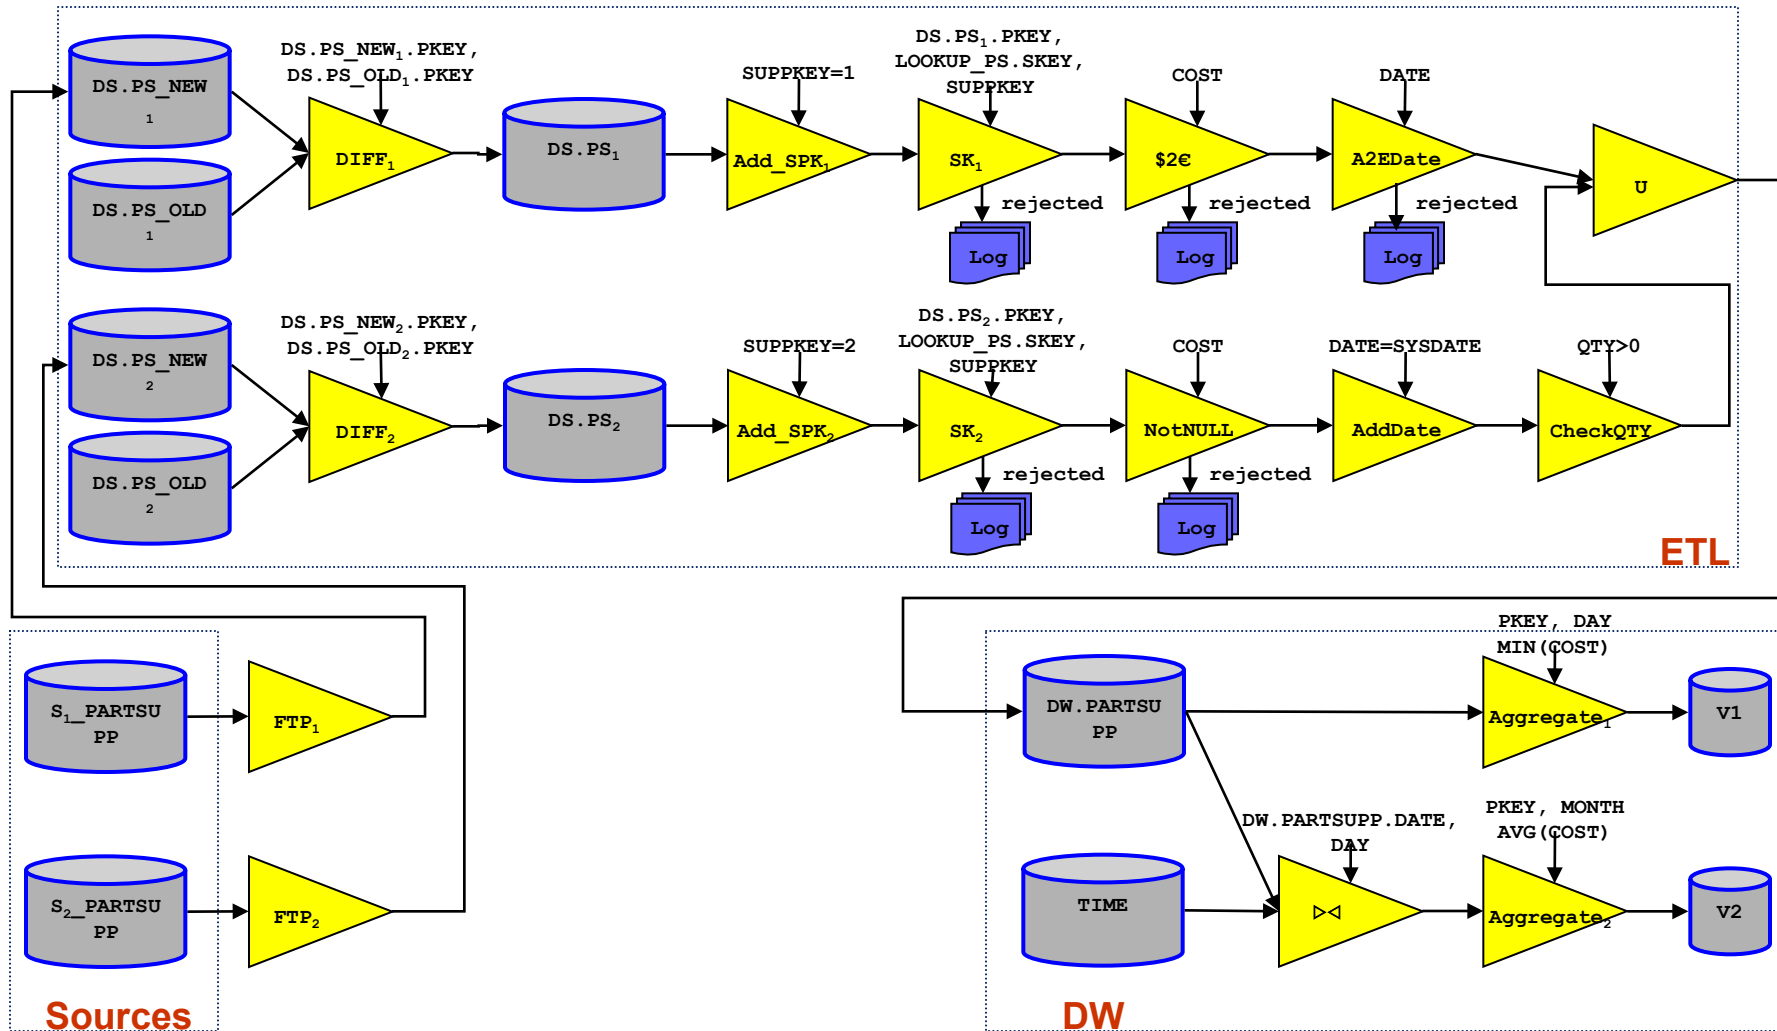 DS.PS_NEW₁.PKEY,
DS.PS_OLD₁.PKEY
DS.PS₁.PKEY,
LOOKUP_PS.SKEY,
SUPPKEY
SUPPKEY=1
COST
DATE
DS.PS_NEW
1
DS.PS_OLD
1
DIFF₁
DS.PS₁
Add_SPK₁
SK₁
$2€
A2EDate
U
rejected
rejected
rejected
Log
Log
Log
DS.PS_NEW₂.PKEY,
DS.PS_OLD₂.PKEY
DS.PS₂.PKEY,
LOOKUP_PS.SKEY,
SUPPKEY
SUPPKEY=2
COST
DATE=SYSDATE
QTY>0
DS.PS_NEW
2
DS.PS_OLD
2
DIFF₂
DS.PS₂
Add_SPK₂
SK₂
NotNULL
AddDate
CheckQTY
rejected
rejected
Log
Log
ETL
S₁_PARTSU
PP
FTP₁
S₂_PARTSU
PP
FTP₂
Sources
PKEY, DAY
MIN(COST)
DW.PARTSU
PP
Aggregate₁
V1
DW.PARTSUPP.DATE,
DAY
PKEY, MONTH
AVG(COST)
TIME
⋈
Aggregate₂
V2
DW